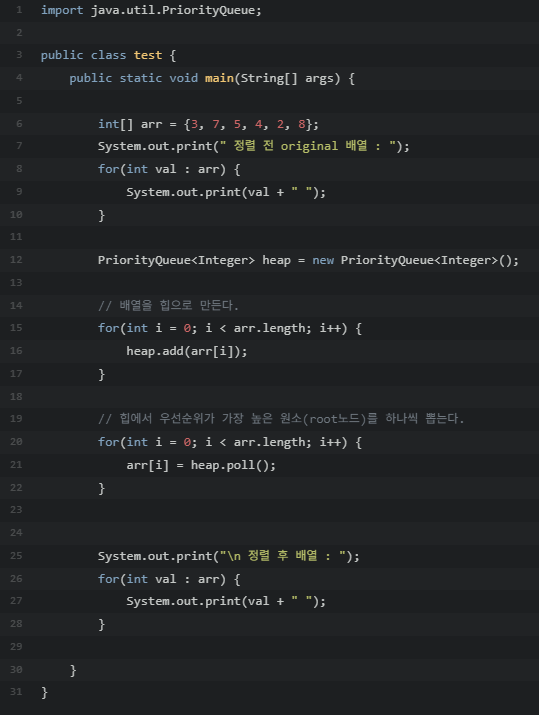 1 import java.util.PriorityQueue;
2
3 public class test {
4 public static void main(String[] args) {
5
6 int[] arr = {3, 7, 5, 4, 2, 8};
7 System.out.print(" 정렬 전 original 배열 : ");
8 for(int val : arr) {
9 System.out.print(val + " ");
10 }
11
12 PriorityQueue<Integer> heap = new PriorityQueue<Integer>();
13
14 // 배열을 힙으로 만든다.
15 for(int i = 0; i < arr.length; i++) {
16 heap.add(arr[i]);
17 }
18
19 // 힙에서 우선순위가 가장 높은 원소(root노드)를 하나씩 뽑는다.
20 for(int i = 0; i < arr.length; i++) {
21 arr[i] = heap.poll();
22 }
23
24
25 System.out.print("\n 정렬 후 배열 : ");
26 for(int val : arr) {
27 System.out.print(val + " ");
28 }
29
30 }
31 }